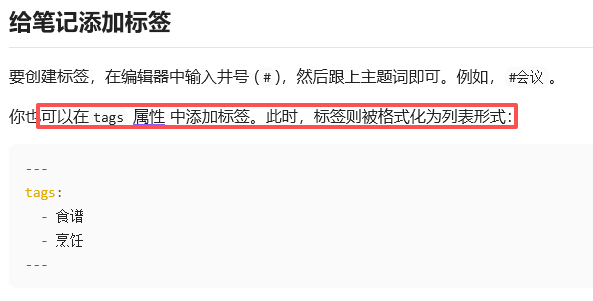 给笔记添加标签
要创建标签，在编辑器中输入井号 ( # )，然后跟上主题词即可。例如， #会议 。
你也可以在 tags 属性 中添加标签。此时，标签则被格式化为列表形式：
---
tags:
  - 食谱
  - 烹饪
---